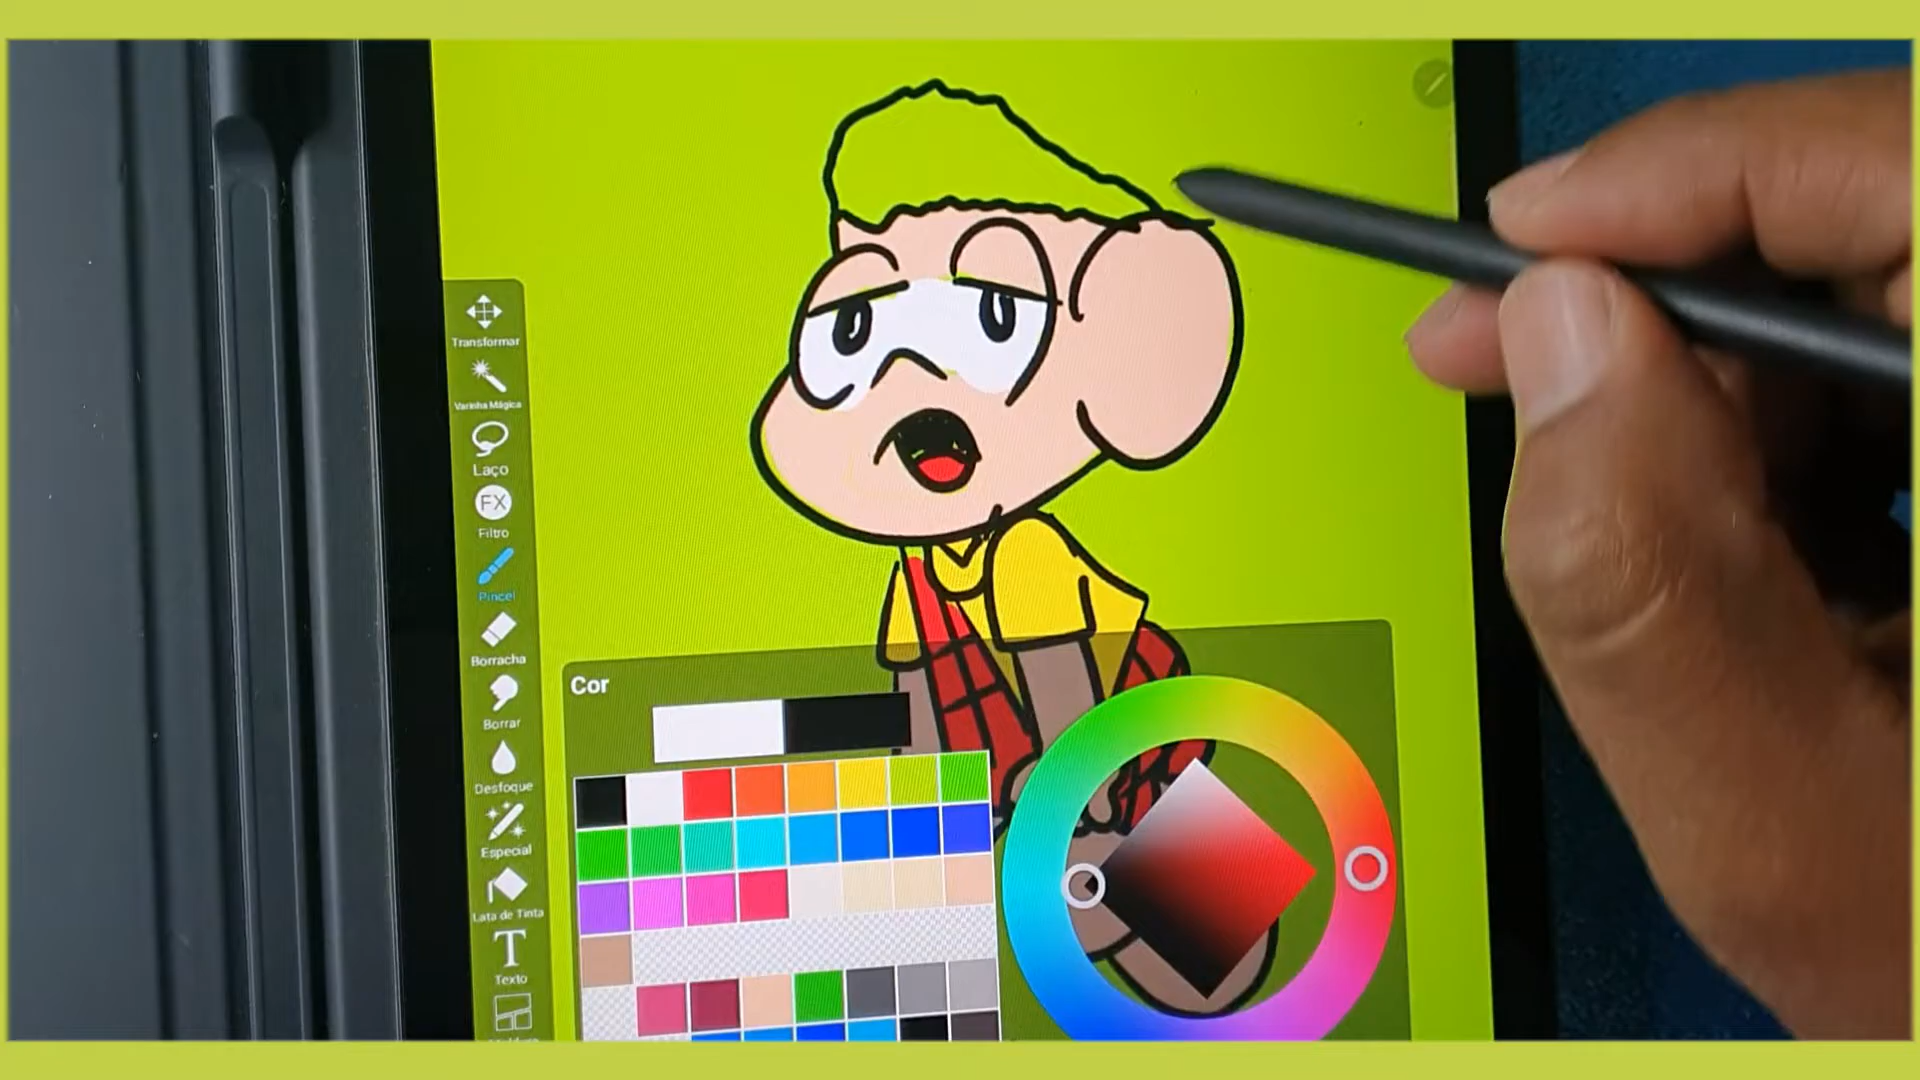 Transformar
Varinha Mágica
Laço
FX
Filtro
Pincel
Borracha
Borrar
Desfoque
Especial
Lata de Tinta
T
Texto
Cor